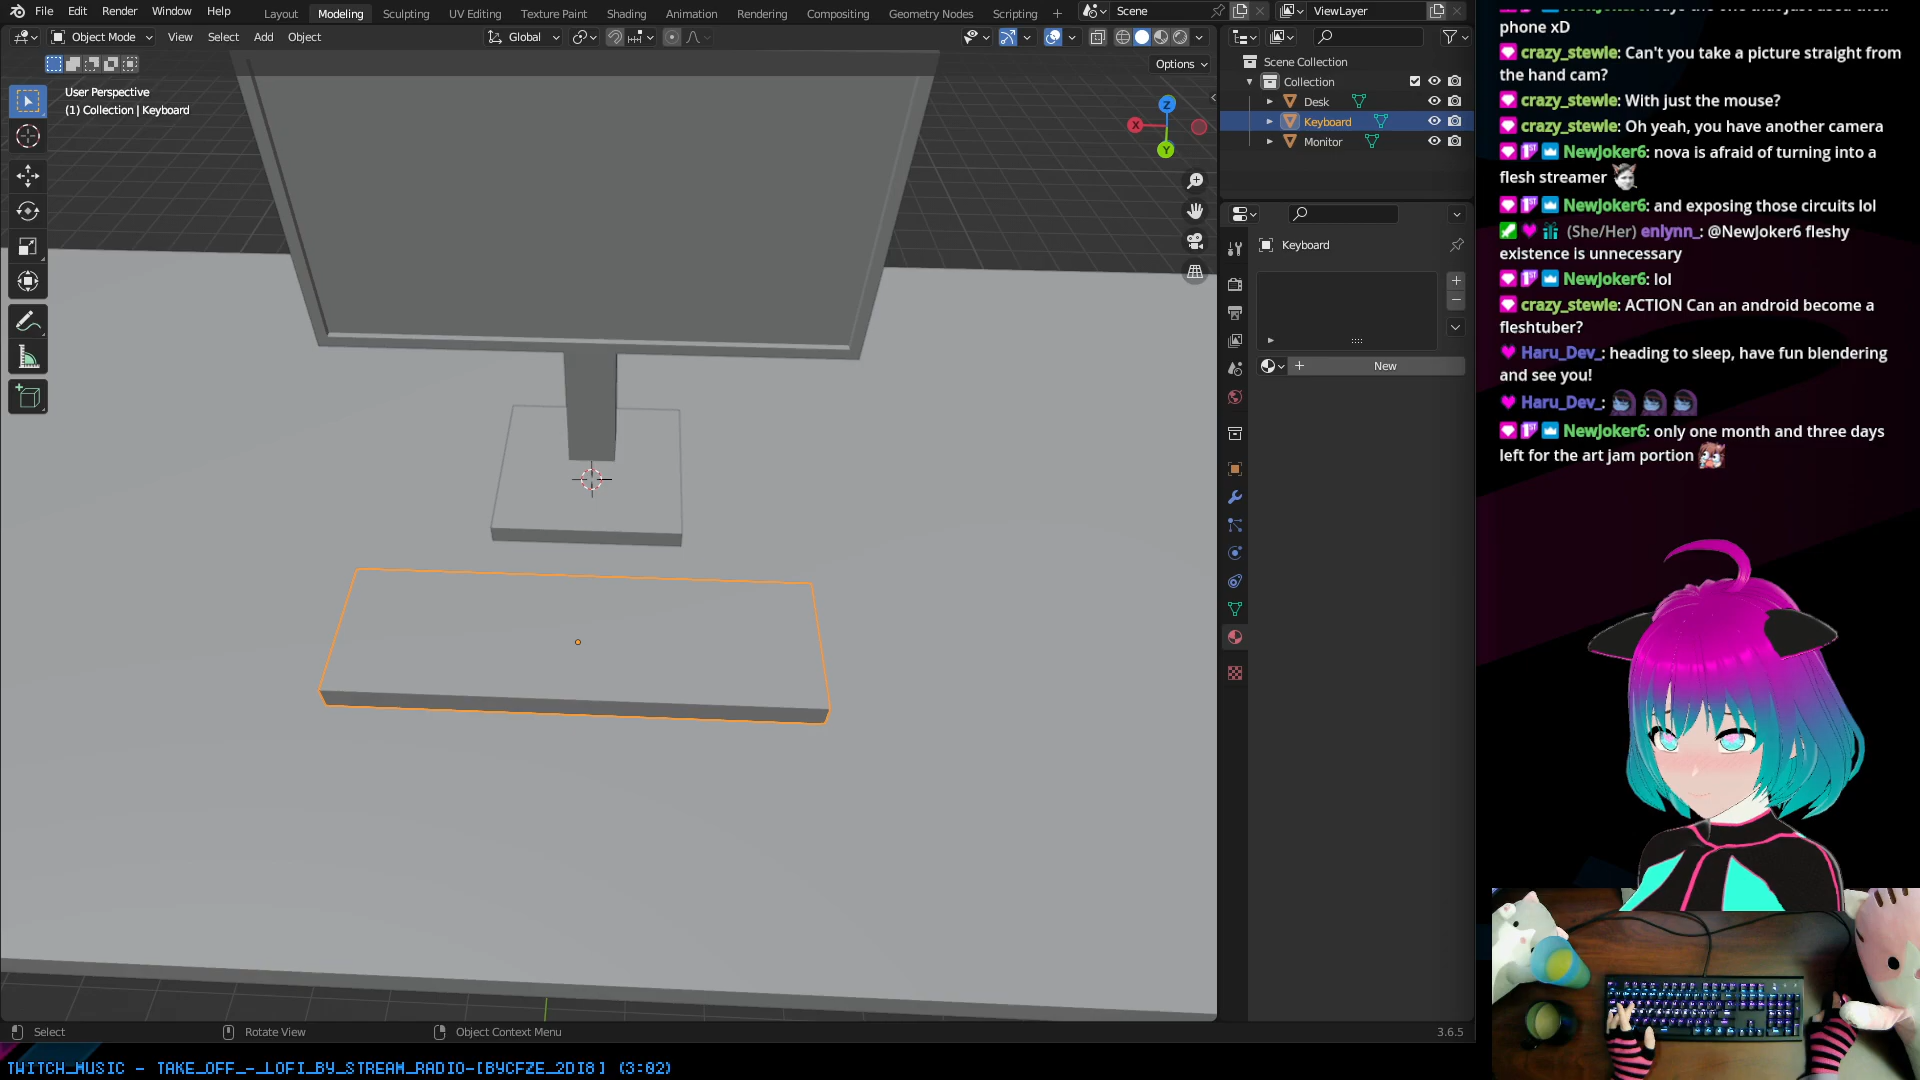 File Edit Render Window Help
Layout Modeling Sculpting UV Editing Texture Paint Shading Animation Rendering Compositing Geometry Nodes Scripting +
Scene
ViewLayer
Object Mode View Select Add Object
Global
Options
User Perspective
(1) Collection | Keyboard
X
Y
Z
Scene Collection
Collection
Desk
Keyboard
Monitor
Keyboard
New
Select
Rotate View
Object Context Menu
3.6.5
phone xD
crazy_stewie: Can't you take a picture straight from
the hand cam?
crazy_stewie: With just the mouse?
crazy_stewie: Oh yeah, you have another camera
NewJoker6: nova is afraid of turning into a
flesh streamer
NewJoker6: and exposing those circuits lol
(She/Her) enlynn_: @NewJoker6 fleshy
existence is unnecessary
NewJoker6: lol
crazy_stewie: ACTION Can an android become a
fleshtuber?
Haru_Dev_: heading to sleep, have fun blendering
and see you!
Haru_Dev_:
NewJoker6: only one month and three days
left for the art jam portion
TWITCH_MUSIC - TAKE_OFF_-_LOFI_BY_STREAM_RADIO-[BYCFZE_2DI8] (3:02)